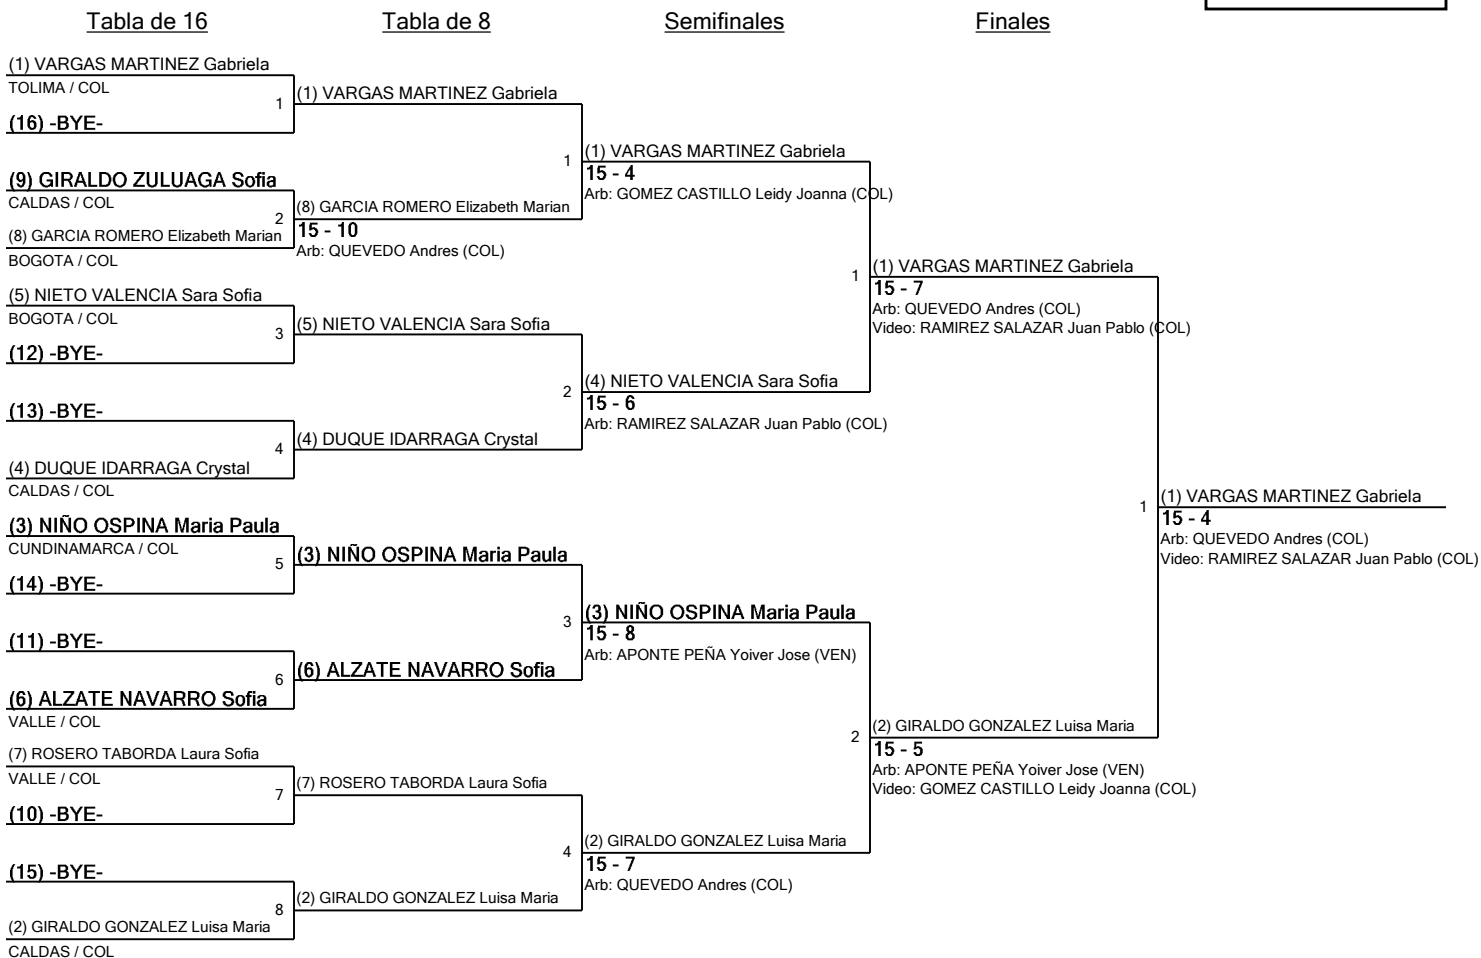 Tabla de 16
Tabla de 8
Semifinales
Finales
(1) VARGAS MARTINEZ Gabriela
TOLIMA / COL
1
(16) -BYE-
(9) GIRALDO ZULUAGA Sofia
CALDAS / COL
2
(8) GARCIA ROMERO Elizabeth Marian
BOGOTA / COL
(5) NIETO VALENCIA Sara Sofia
BOGOTA / COL
3
(12) -BYE-
(13) -BYE-
4
(4) DUQUE IDARRAGA Crystal
CALDAS / COL
(3) NIÑO OSPINA Maria Paula
CUNDINAMARCA / COL
5
(14) -BYE-
(11) -BYE-
6
(6) ALZATE NAVARRO Sofia
VALLE / COL
(7) ROSERO TABORDA Laura Sofia
VALLE / COL
7
(10) -BYE-
(15) -BYE-
8
(2) GIRALDO GONZALEZ Luisa Maria
CALDAS / COL
(1) VARGAS MARTINEZ Gabriela
1
(8) GARCIA ROMERO Elizabeth Marian
15 - 10
Arb: QUEVEDO Andres (COL)
(5) NIETO VALENCIA Sara Sofia
2
(4) DUQUE IDARRAGA Crystal
(3) NIÑO OSPINA Maria Paula
3
(6) ALZATE NAVARRO Sofia
(7) ROSERO TABORDA Laura Sofia
4
(2) GIRALDO GONZALEZ Luisa Maria
(1) VARGAS MARTINEZ Gabriela
15 - 4
Arb: GOMEZ CASTILLO Leidy Joanna (COL)
1
(4) NIETO VALENCIA Sara Sofia
15 - 6
Arb: RAMIREZ SALAZAR Juan Pablo (COL)
(3) NIÑO OSPINA Maria Paula
15 - 8
Arb: APONTE PEÑA Yoiver Jose (VEN)
2
(2) GIRALDO GONZALEZ Luisa Maria
15 - 7
Arb: QUEVEDO Andres (COL)
(1) VARGAS MARTINEZ Gabriela
15 - 7
Arb: QUEVEDO Andres (COL)
Video: RAMIREZ SALAZAR Juan Pablo (COL)
1
(2) GIRALDO GONZALEZ Luisa Maria
15 - 5
Arb: APONTE PEÑA Yoiver Jose (VEN)
Video: GOMEZ CASTILLO Leidy Joanna (COL)
(1) VARGAS MARTINEZ Gabriela
15 - 4
Arb: QUEVEDO Andres (COL)
Video: RAMIREZ SALAZAR Juan Pablo (COL)